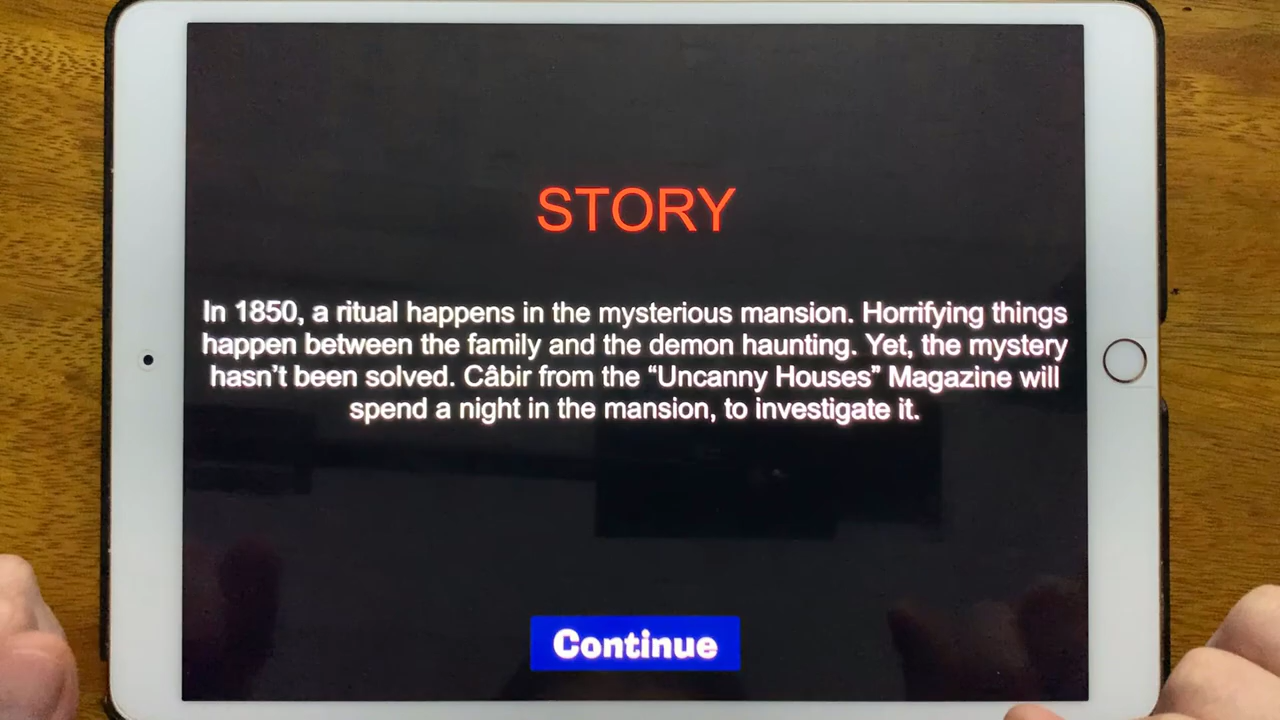 STORY
In 1850, a ritual happens in the mysterious mansion. Horrifying things
happen between the family and the demon haunting. Yet, the mystery
hasn’t been solved. Câbir from the “Uncanny Houses” Magazine will
spend a night in the mansion, to investigate it.
Continue